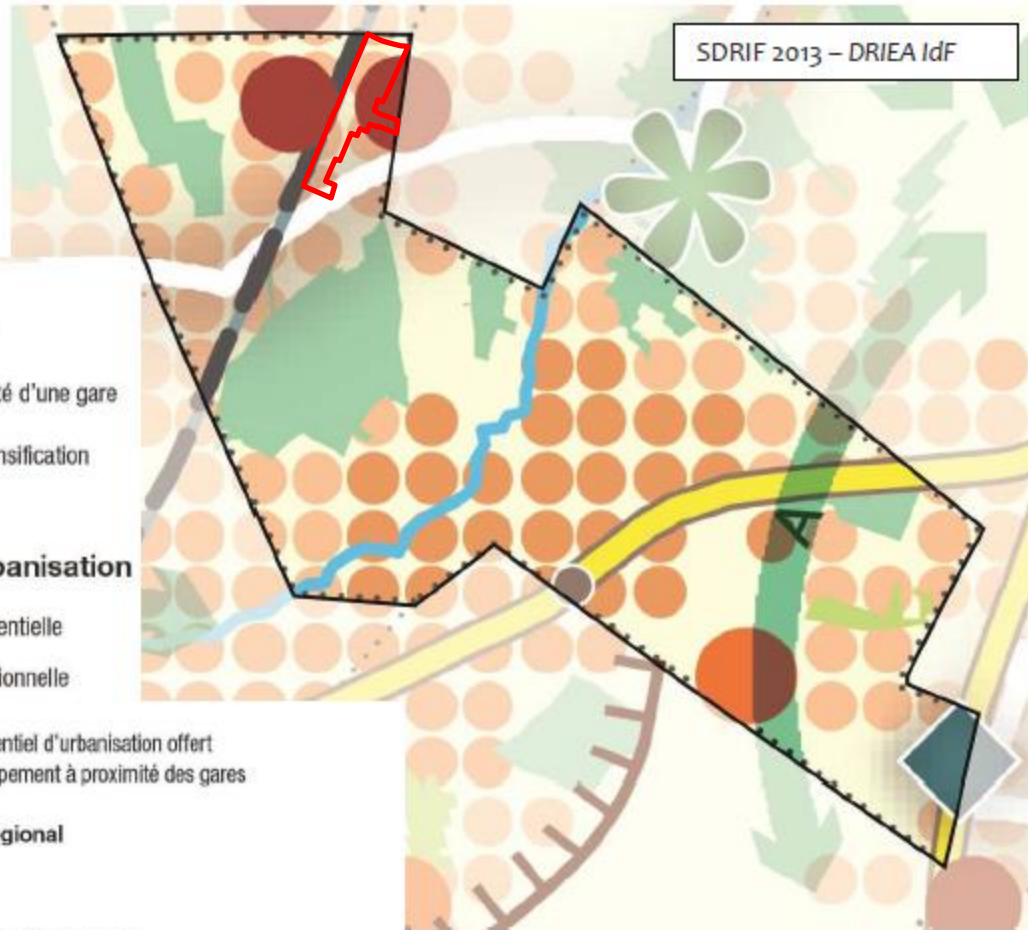 SDRIF 2013 – DRIEA IdF
té d'une gare
nsification
banisation
entielle
ionnelle
entiel d'urbanisation offert
pement à proximité des gares
gional
A